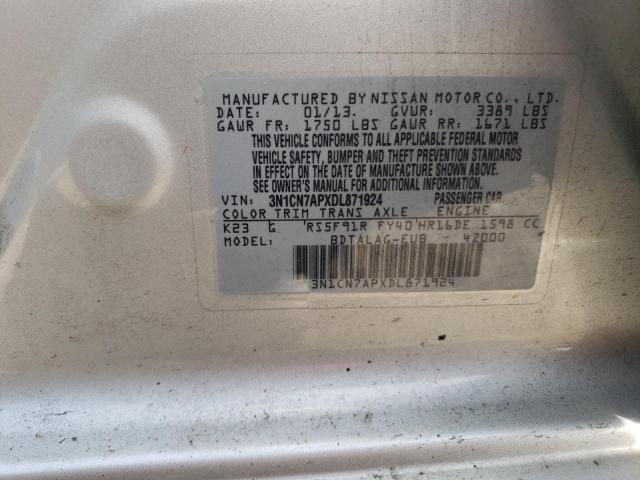 MANUFACTURED BY NISSAN MOTOR CO., LTD.
DATE: 01/13. GVWR: 3389 LBS
GAWR FR: 1750 LBS GAWR RR: 1671 LBS
THIS VEHICLE CONFORMS TO ALL APPLICABLE FEDERAL MOTOR
VEHICLE SAFETY, BUMPER AND THEFT PREVENTION STANDARDS
IN EFFECT ON THE DATE OF MANUFACTURE SHOWN ABOVE.
SEE OWNER'S MANUAL FOR MORE INFORMATION.
VIN: 3N1CN7APXDL871924 PASSENGER CAR.
COLOR TRIM TRANS AXLE ENGINE
K23 G RS5F91R FY40 HR16DE 1598 CC
MODEL: BDTALAG-EUB - 42000
3N1CN7APXDL871924